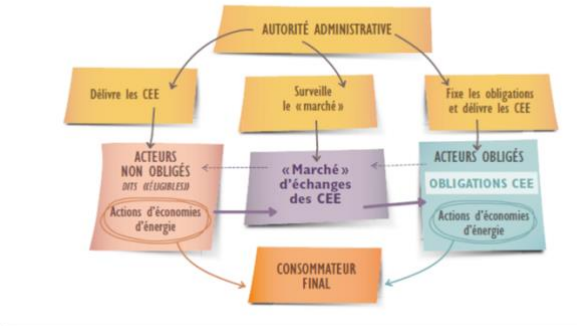 AUTORITÉ ADMINISTRATIVE
Délivre les CEE
Surveille
le « marché »
Fixe les obligations
et délivre les CEE
ACTEURS
NON OBLIGÉS
DITS «ÉLIGIBLES»
Actions d'économies
d'énergie
« Marché »
d'échanges
des CEE
ACTEURS OBLIGÉS
OBLIGATIONS CEE
Actions d'économies
d'énergie
CONSOMMATEUR
FINAL